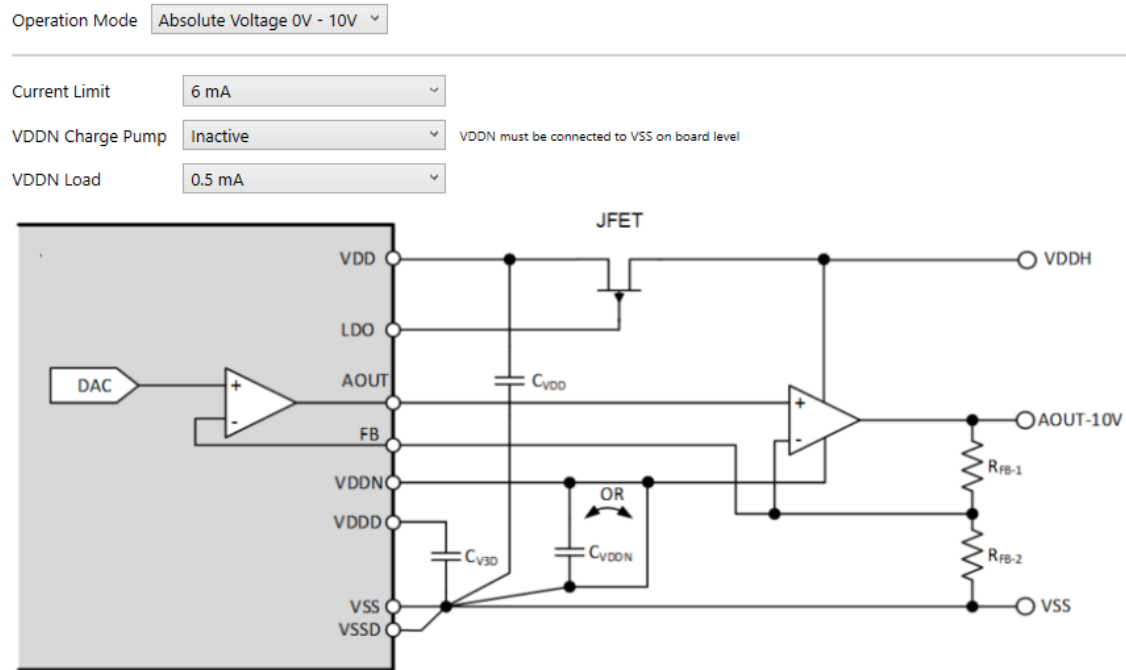 Operation Mode Absolute Voltage 0V - 10V
Current Limit 6 mA
VDDN Charge Pump Inactive VDDN must be connected to VSS on board level
VDDN Load 0.5 mA
JFET
VDD
VDDH
LDO
DAC
+
-
AOUT
CVDD
+
-
AOUT-10V
FB
RFB-1
VDDN
OR
VDDD
CV3D
CVDDN
RFB-2
VSS
VSS
VSSD